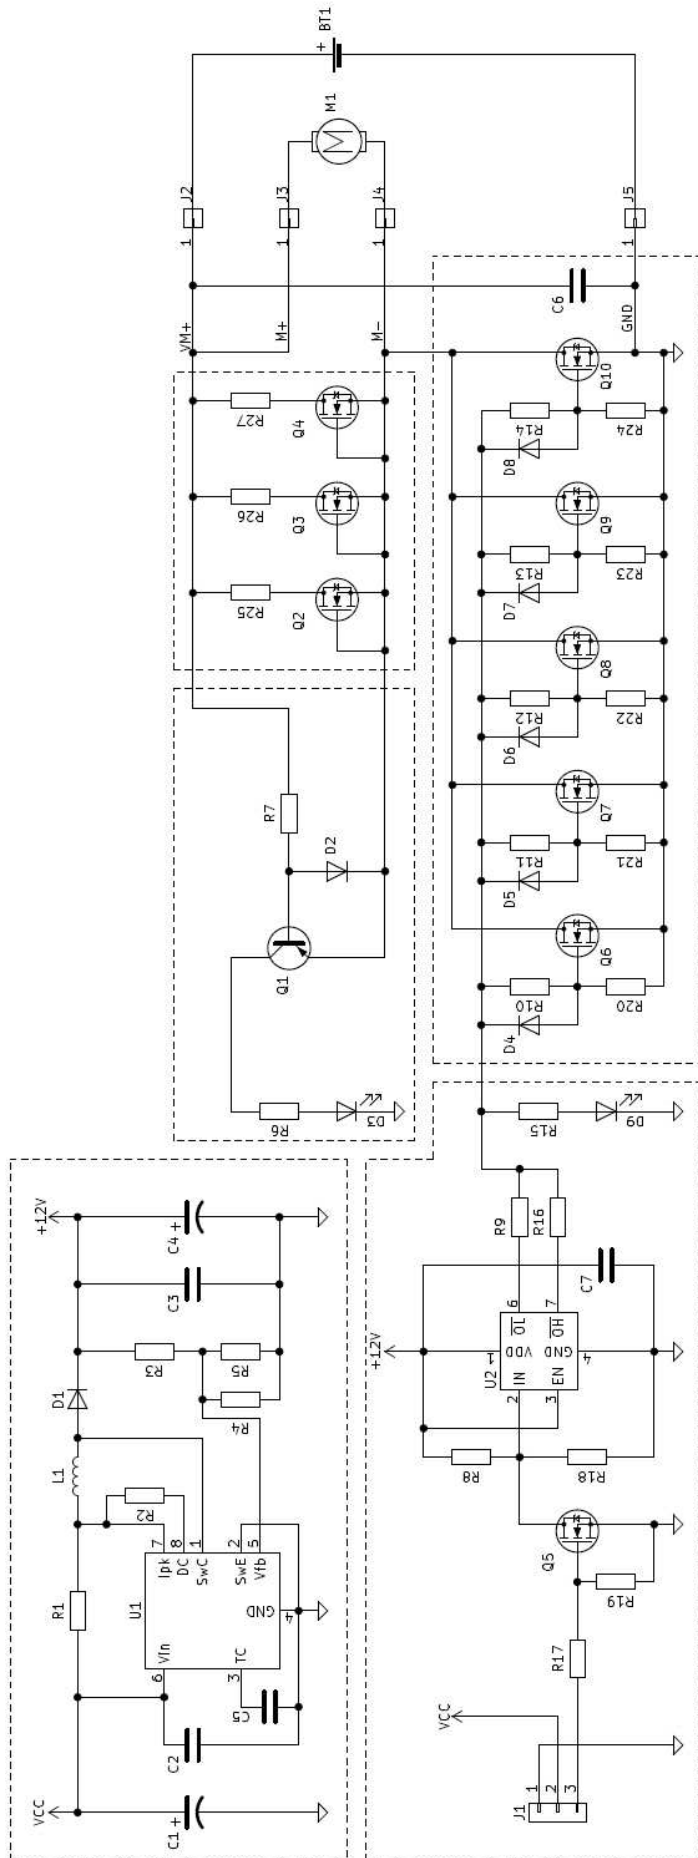 BT1
+
M1
J2
J3
J4
J5
1
1
1
1
VM+
M+
M-
GND
C6
R27
R26
R25
Q4
Q3
Q2
R7
D2
Q1
R6
D3
Q10
Q9
Q8
Q7
Q6
R14
R13
R12
R11
R10
D8
D7
D6
D5
D4
R24
R23
R22
R21
R20
+12V
C4
+
C3
D1
R3
R5
R4
L1
R2
R1
U1
7
Ipk
8
DC
1
SwC
2
SwE
5
Vfb
GND
4
6
VIn
3
TC
C5
C2
C1
+
VCC
R15
D9
R9
R16
+12V
C7
6
OL
7
OH
1
VDD
GND
4
U2
2
IN
3
EN
R8
R18
Q5
R19
R17
VCC
J1
1
2
3